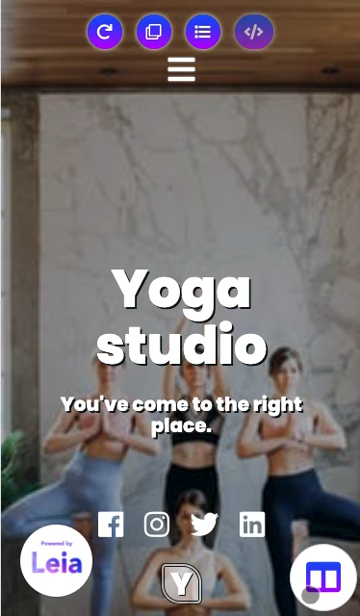 Yoga
studio
You've come to the right
place.
Powered by
Leia
Y